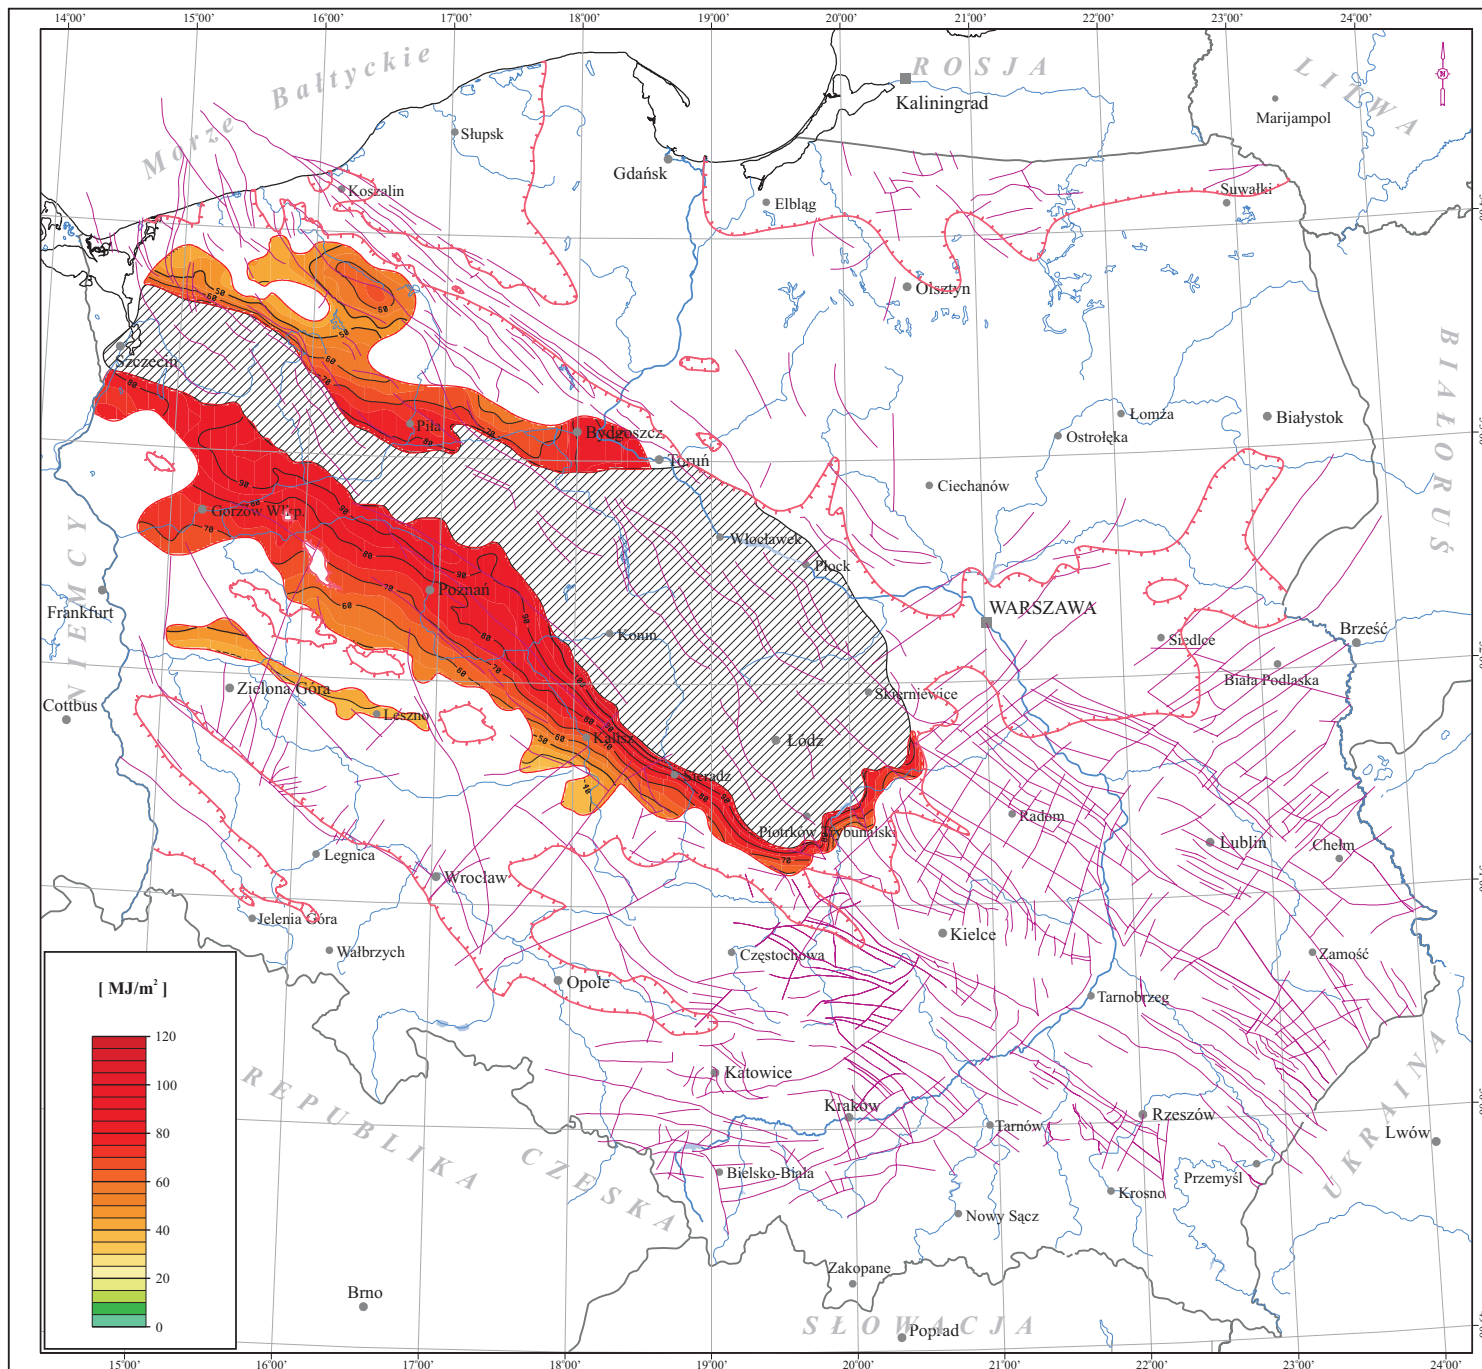 14°00' 15°00' 16°00' 17°00' 18°00' 19°00' 20°00' 21°00' 22°00' 23°00' 24°00'
Morze Bałtyckie
ROSJA
LITWA
Kaliningrad
Marijampol
Słupsk
Gdańsk
Koszalin
Elbląg
Suwałki
Olsztyn
Szczecin
BIAŁORUŚ
Łomża
Białystok
Piła
Bydgoszcz
Ostrołęka
Toruń
Ciechanów
Gorzów Wlkp.
NIEMCY
Włocławek
Płock
Poznań
Frankfurt
WARSZAWA
Konin
Siedlce
Brześć
Biała Podlaska
Zielona Góra
Skierniewice
Cottbus
Leszno
Kalisz
Łódź
Sieradz
Radom
Piotrków Trybunalski
Lublin
Chełm
Legnica
Wrocław
Jelenia Góra
Kielce
Wałbrzych
Częstochowa
Zamość
Opole
Tarnobrzeg
[ MJ/m² ]
120
100
80
60
40
20
0
REPUBLIKA CZESKA
Katowice
Kraków
Tarnów
Rzeszów
UKRAINA
Lwów
Bielsko-Biała
Przemyśl
Krosno
Nowy Sącz
Zakopane
Brno
SŁOWACJA
Poprad
15°00' 16°00' 17°00' 18°00' 19°00' 20°00' 21°00' 22°00' 23°00' 24°00'